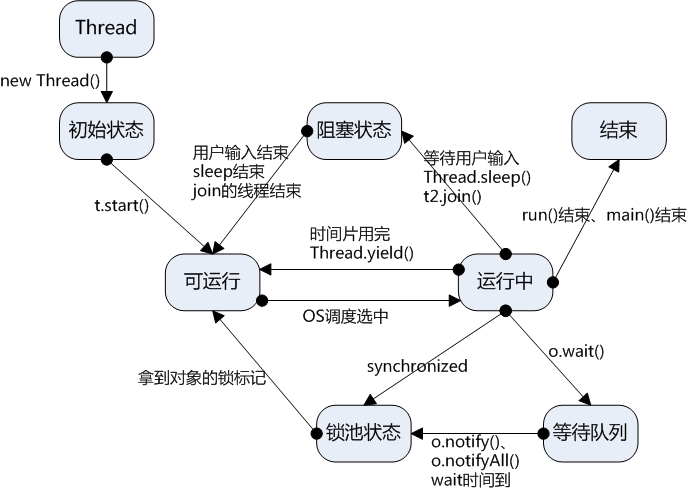 Thread
new Thread()
初始状态
阻塞状态
结束
用户输入结束
sleep结束
join的线程结束
等待用户输入
Thread.sleep()
t2.join()
t.start()
run()结束、main()结束
时间片用完
Thread.yield()
可运行
运行中
OS调度选中
synchronized
o.wait()
拿到对象的锁标记
锁池状态
等待队列
o.notify()、
o.notifyAll()
wait时间到